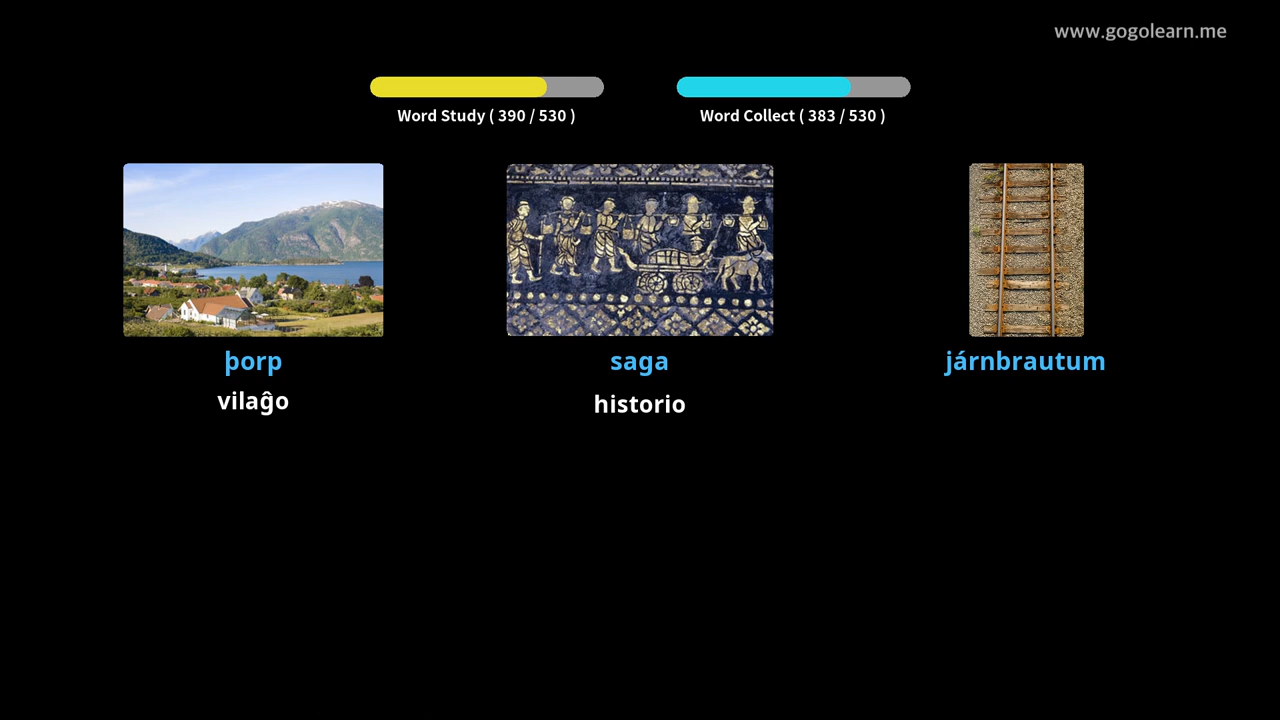 www.gogolearn.me
Word Study ( 390 / 530 )
Word Collect ( 383 / 530 )
þorp
saga
járnbrautum
vilaĝo
historio